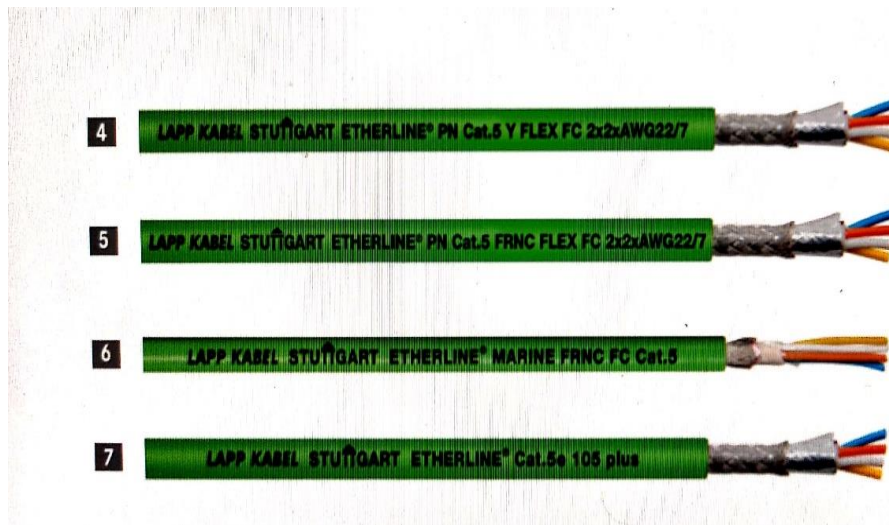 4 LAPP KABEL STUTTGART ETHERLINE® PN Cat.5 Y FLEX FC 2x2xAWG22/7
5 LAPP KABEL STUTTGART ETHERLINE® PN Cat.5 FRNC FLEX FC 2x2xAWG22/7
6 LAPP KABEL STUTTGART ETHERLINE® MARINE FRNC FC Cat.5
7 LAPP KABEL STUTTGART ETHERLINE® Cat.5e 105 plus